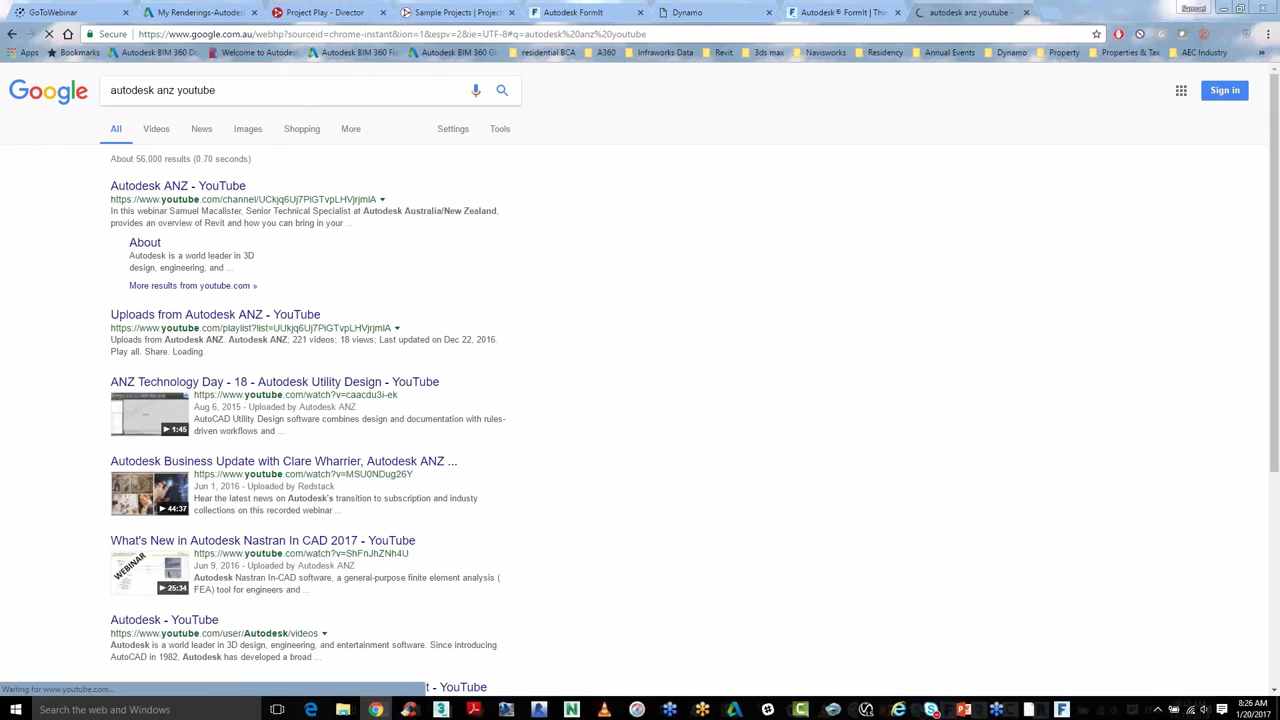 GoToWebinar
My Renderings-Autodesk
Project Play - Director
Sample Projects | Project
Autodesk FormIt
Dynamo
Autodesk® FormIt | Thin
autodesk anz youtube -
Secure
https://www.google.com.au/webhp?sourceid=chrome-instant&ion=1&espv=2&ie=UTF-8#q=autodesk%20anz%20youtube
Apps
Bookmarks
Autodesk BIM 360 Do
Welcome to Autodesk
Autodesk BIM 360 Fie
Autodesk BIM 360 Gl
residential BCA
A360
Infraworks Data
Revit
3ds max
Navisworks
Residency
Annual Events
Dynamo
Property
Properties & Tax
AEC Industry
Google
autodesk anz youtube
Sign in
All
Videos
News
Images
Shopping
More
Settings
Tools
About 56,000 results (0.70 seconds)
Autodesk ANZ - YouTube
https://www.youtube.com/channel/UCkjq6Uj7PiGTvpLHVjrjmIA
In this webinar Samuel Macalister, Senior Technical Specialist at Autodesk Australia/New Zealand,
provides an overview of Revit and how you can bring in your ...
About
Autodesk is a world leader in 3D
design, engineering, and ...
More results from youtube.com »
Uploads from Autodesk ANZ - YouTube
https://www.youtube.com/playlist?list=UUkjq6Uj7PiGTvpLHVjrjmIA
Uploads from Autodesk ANZ. Autodesk ANZ; 221 videos; 18 views; Last updated on Dec 22, 2016.
Play all. Share. Loading.
ANZ Technology Day - 18 - Autodesk Utility Design - YouTube
https://www.youtube.com/watch?v=caacdu3i-ek
Aug 6, 2015 - Uploaded by Autodesk ANZ
AutoCAD Utility Design software combines design and documentation with rules-
driven workflows and ...
1:45
Autodesk Business Update with Clare Wharrier, Autodesk ANZ ...
https://www.youtube.com/watch?v=MSU0NDug26Y
Jun 1, 2016 - Uploaded by Redstack
Hear the latest news on Autodesk's transition to subscription and industy
collections on this recorded webinar ...
44:37
What's New in Autodesk Nastran In CAD 2017 - YouTube
https://www.youtube.com/watch?v=ShFnJhZNh4U
Jun 9, 2016 - Uploaded by Autodesk ANZ
Autodesk Nastran In-CAD software, a general-purpose finite element analysis (
FEA) tool for engineers and ...
WEBINAR
25:34
Autodesk - YouTube
https://www.youtube.com/user/Autodesk/videos
Autodesk is a world leader in 3D design, engineering, and entertainment software. Since introducing
AutoCAD in 1982, Autodesk has developed a broad ...
t - YouTube
Waiting for www.youtube.com...
Search the web and Windows
8:26 AM
1/20/2017